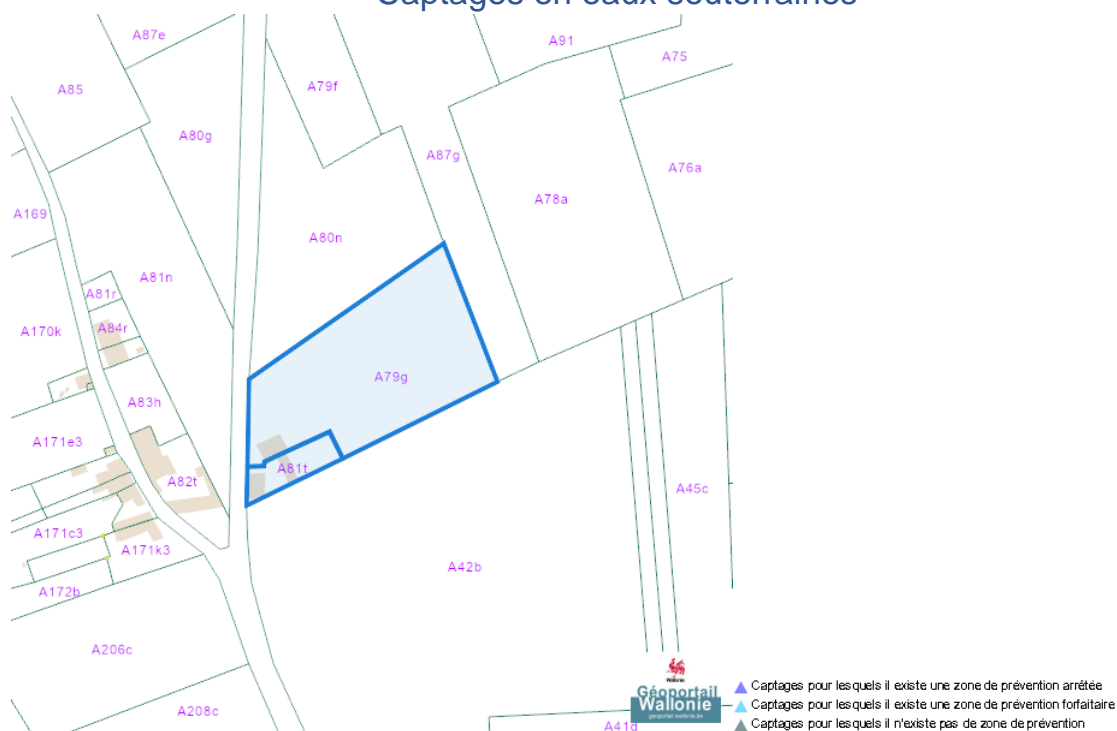 Captages en eaux souterraines
A87e
A91
A75
A85
A79f
A80g
A87g
A76a
A78a
A169
A80n
A81n
A81r
A170k
A84r
A79g
A83h
A171e3
A81t
A82t
A45c
A171c3
A171k3
A42b
A172b
A206c
A208c
A41d
Wallonie
Géoportail
Wallonie
geoportail.wallonie.be
Captages pour lesquels il existe une zone de prévention arrêtée
Captages pour lesquels il existe une zone de prévention forfaitaire
Captages pour lesquels il n'existe pas de zone de prévention